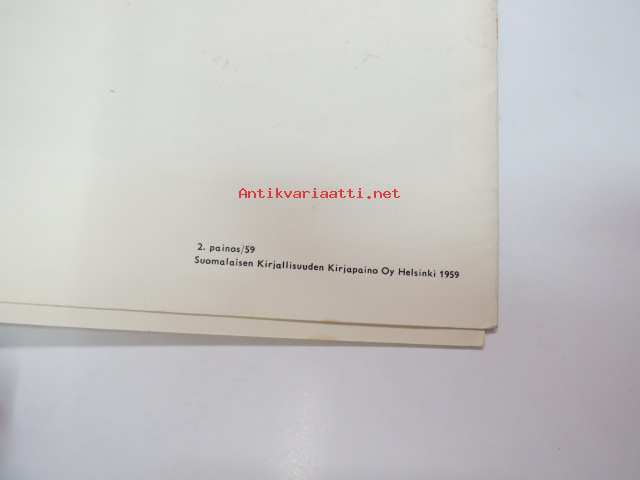 Antikvariaatti.net
2. painos/59
Suomalaisen Kirjallisuuden Kirjapaino Oy Helsinki 1959